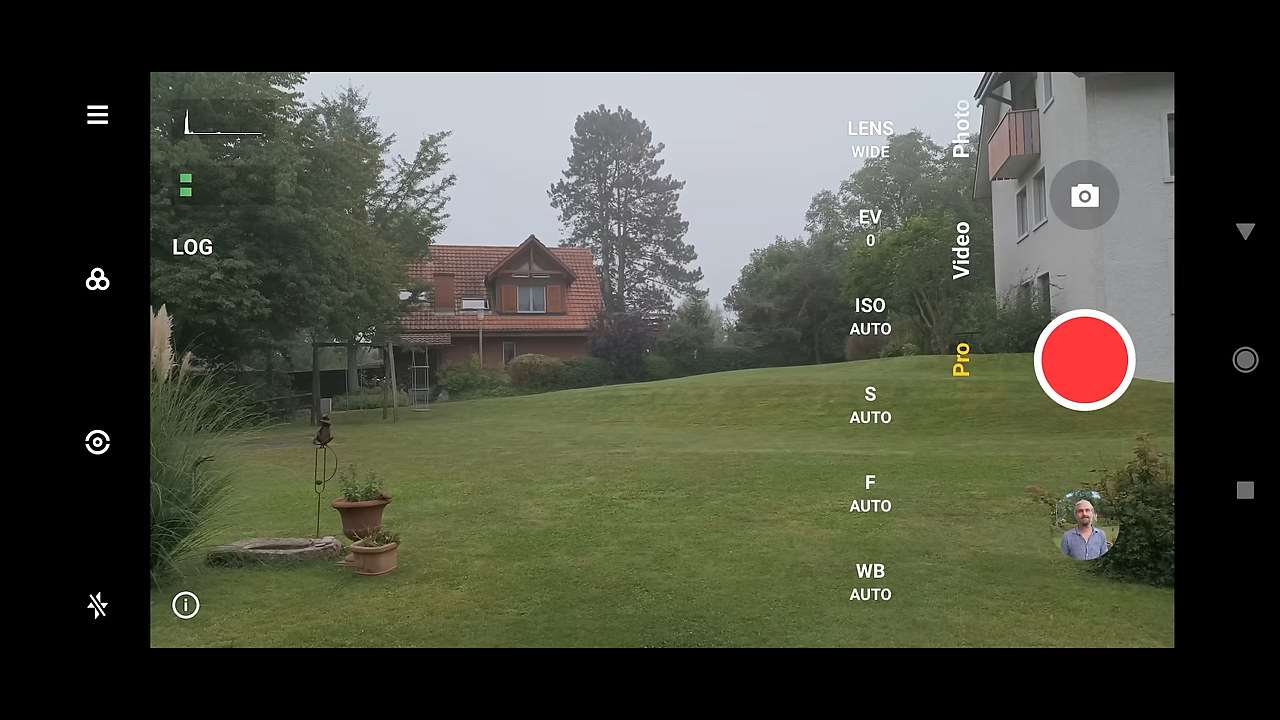 LOG
LENS
WIDE
EV
0
ISO
AUTO
S
AUTO
F
AUTO
WB
AUTO
Photo
Video
Pro